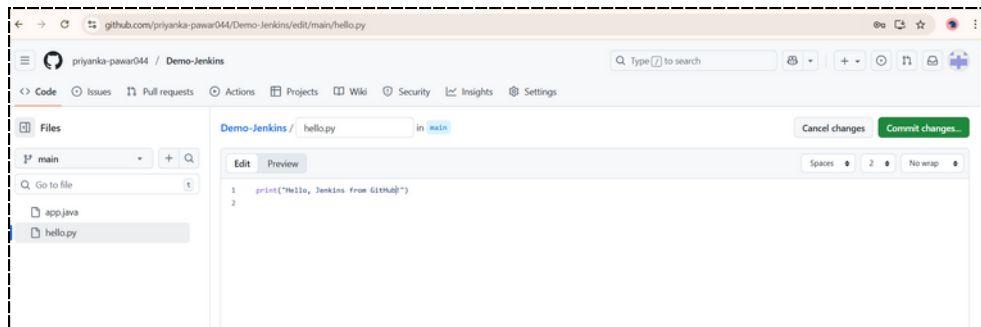 github.com/priyanka-pawar044/Demo-Jenkins/edit/main/hello.py
priyanka-pawar044 / Demo-Jenkins
Type / to search
Code Issues Pull requests Actions Projects Wiki Security Insights Settings
Files
Demo-Jenkins / hello.py in main
Cancel changes Commit changes...
main
Edit Preview
Spaces 2 No wrap
Go to file t
1 print("Hello, Jenkins from GitHub!")
2
app.java
hello.py